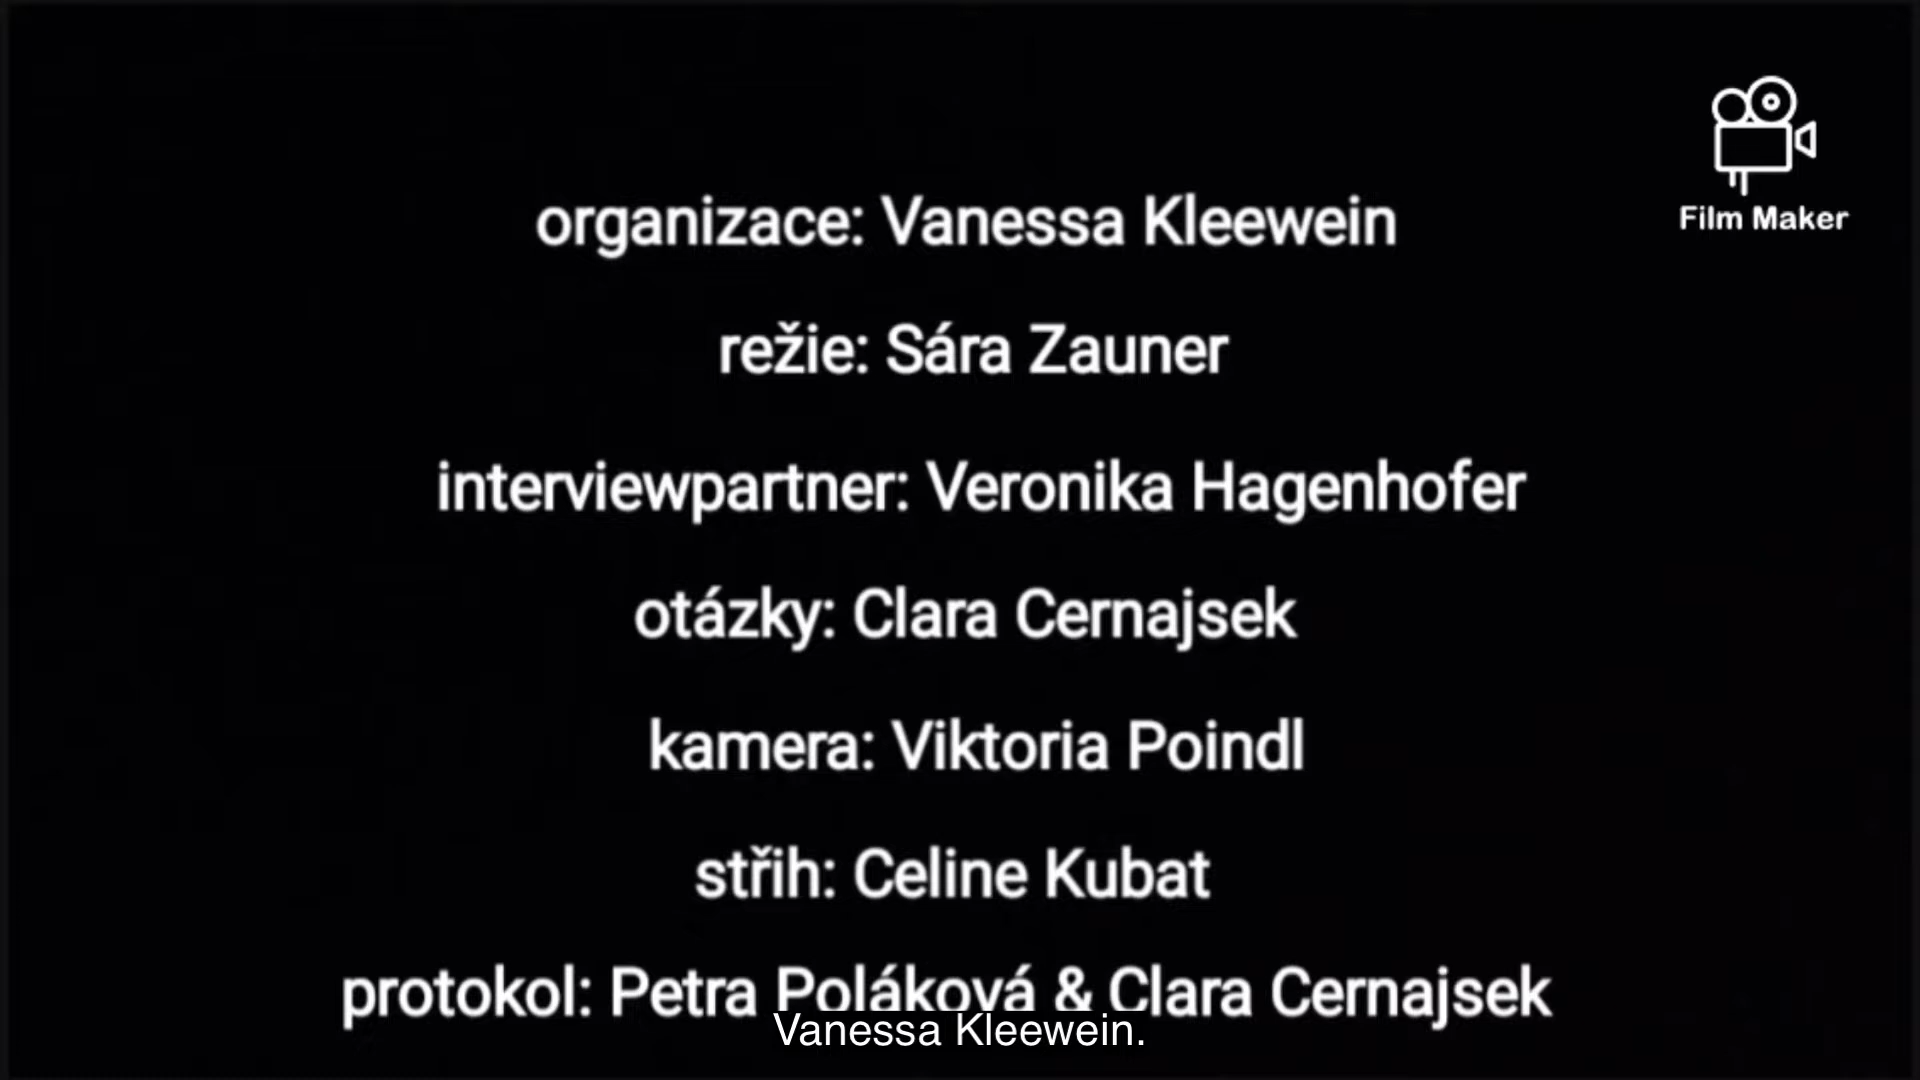 Film Maker
organizace: Vanessa Kleewein
režie: Sára Zauner
interviewpartner: Veronika Hagenhofer
otázky: Clara Cernajsek
kamera: Viktoria Poindl
střih: Celine Kubat
protokol: Petra Poláková & Clara Cernajsek
Vanessa Kleewein.